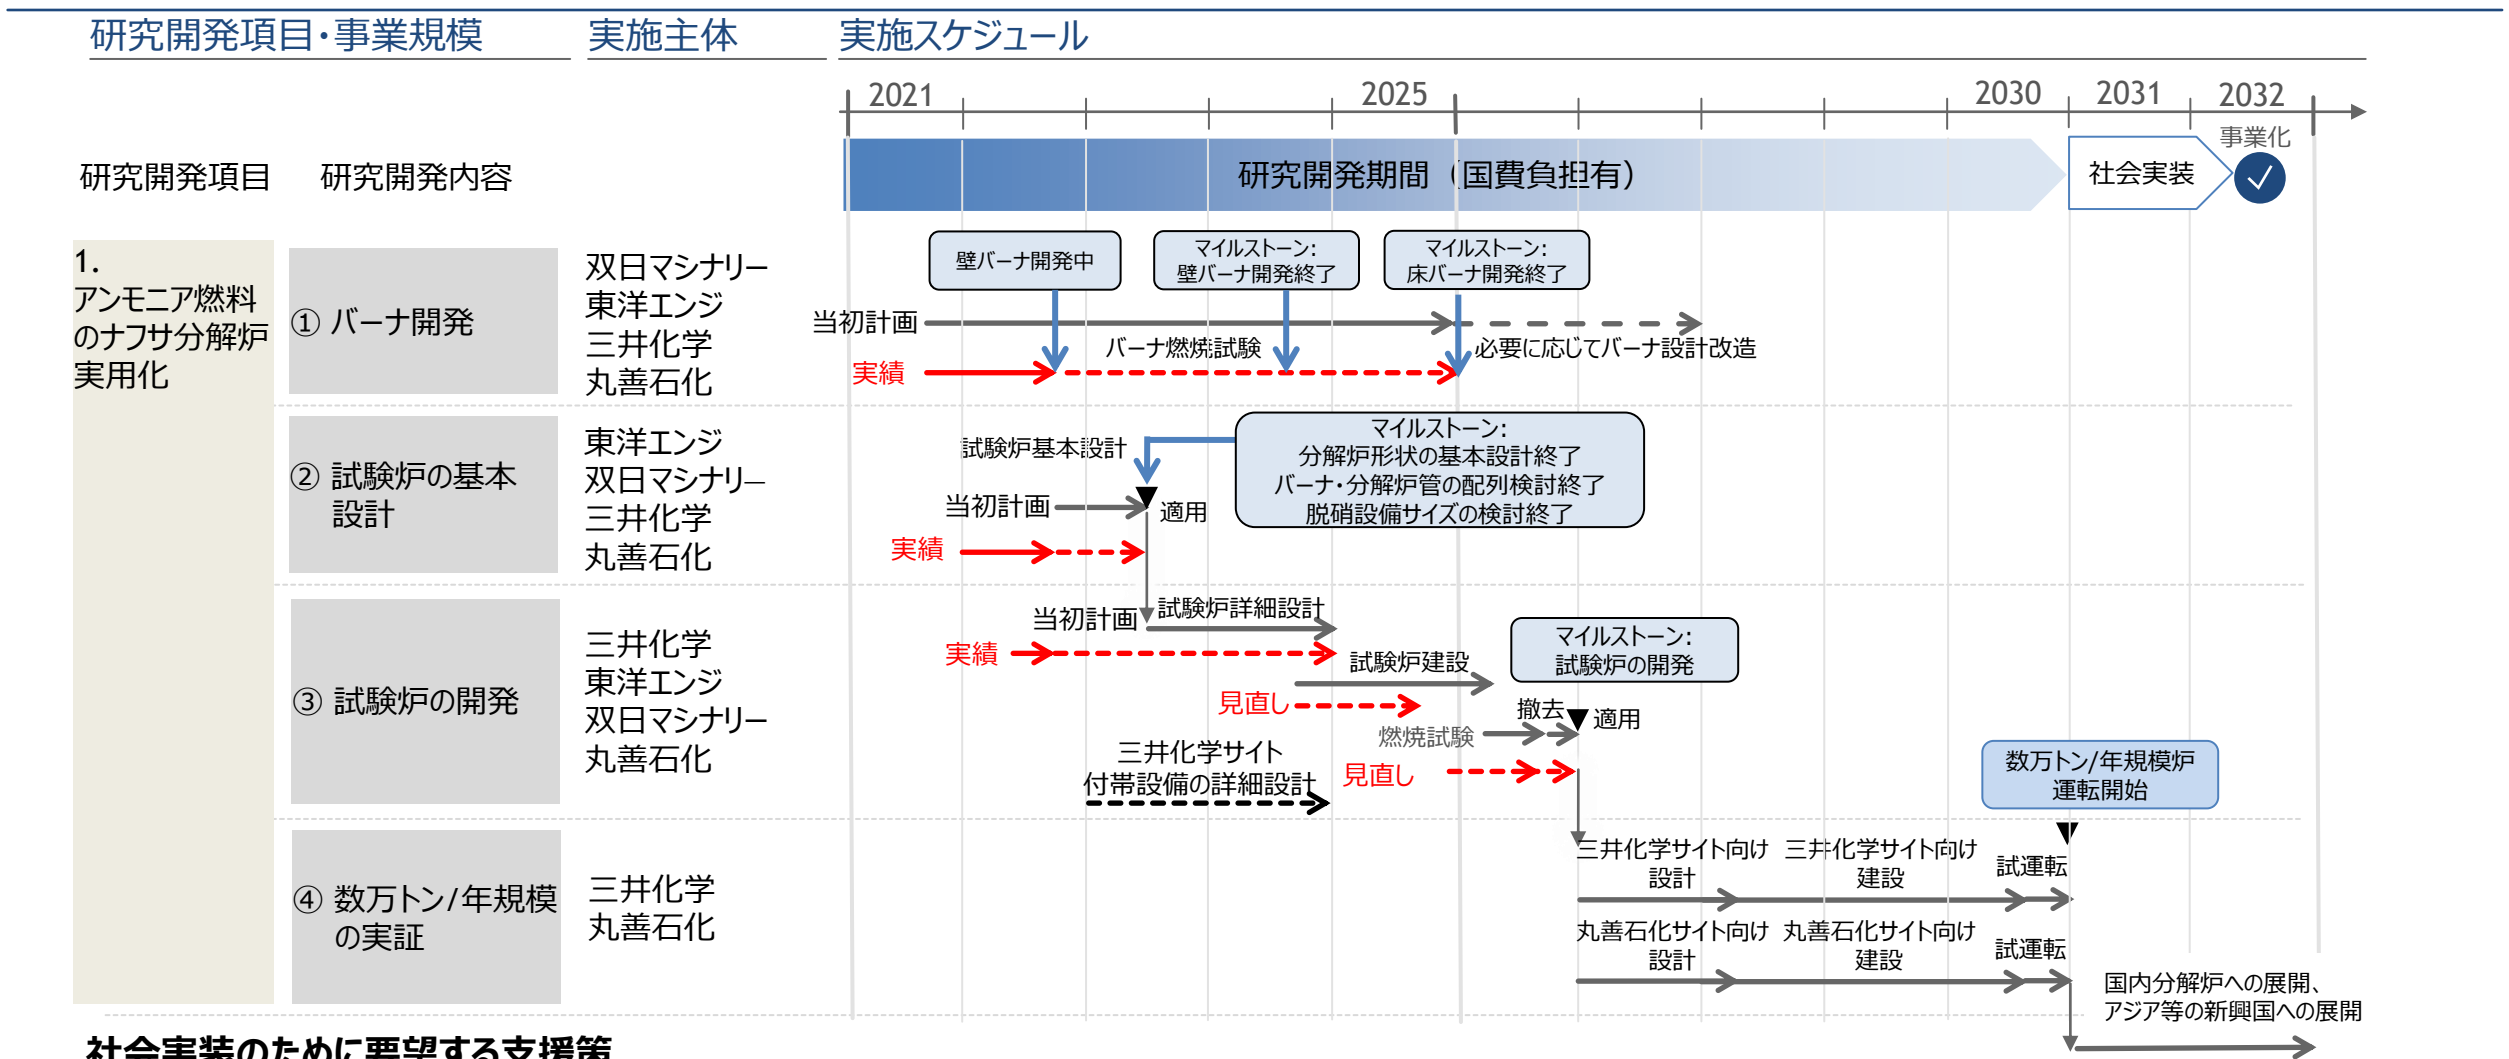 研究開発項目・事業規模
実施主体
実施スケジュール
2021
2025
2030
2031
2032
事業化
研究開発項目
研究開発内容
研究開発期間（国費負担有）
社会実装
1.
アンモニア燃料
のナフサ分解炉
実用化
① バーナ開発
双日マシナリー
東洋エンジ
三井化学
丸善石化
壁バーナ開発中
マイルストーン:
壁バーナ開発終了
マイルストーン:
床バーナ開発終了
当初計画
バーナ燃焼試験
必要に応じてバーナ設計改造
実績
② 試験炉の基本
設計
東洋エンジ
双日マシナリー
三井化学
丸善石化
試験炉基本設計
マイルストーン:
分解炉形状の基本設計終了
バーナ・分解炉管の配列検討終了
脱硝設備サイズの検討終了
当初計画
適用
実績
③ 試験炉の開発
三井化学
東洋エンジ
双日マシナリー
丸善石化
当初計画
試験炉詳細設計
実績
試験炉建設
マイルストーン:
試験炉の開発
見直し
撤去
適用
燃焼試験
三井化学サイト
付帯設備の詳細設計
見直し
数万トン/年規模炉
運転開始
④ 数万トン/年規模
の実証
三井化学
丸善石化
三井化学サイト向け
設計
三井化学サイト向け
建設
試運転
丸善石化サイト向け
設計
丸善石化サイト向け
建設
試運転
国内分解炉への展開、
アジア等の新興国への展開
社会実装のために要望する支援策